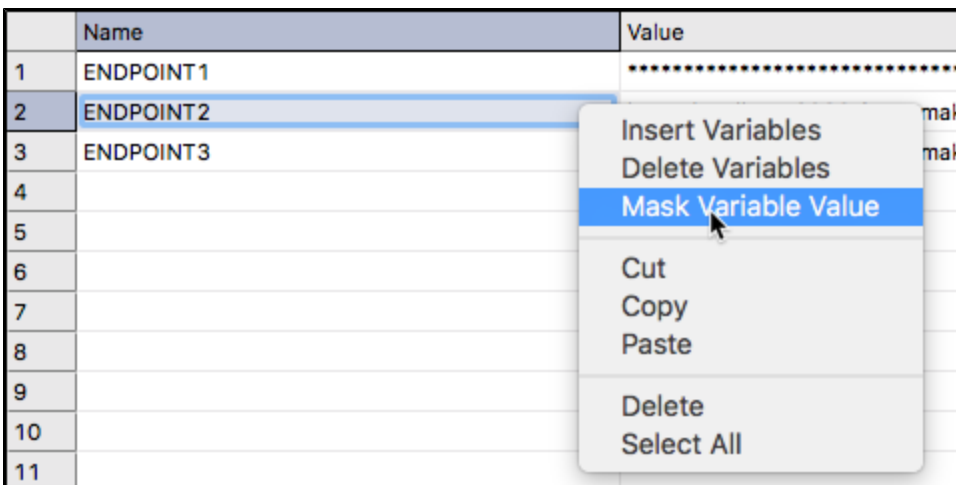 Name Value
1 ENDPOINT1 ******************************
2 ENDPOINT2
3 ENDPOINT3
4
5
6
7
8
9
10
11
Insert Variables
Delete Variables
Mask Variable Value
Cut
Copy
Paste
Delete
Select All